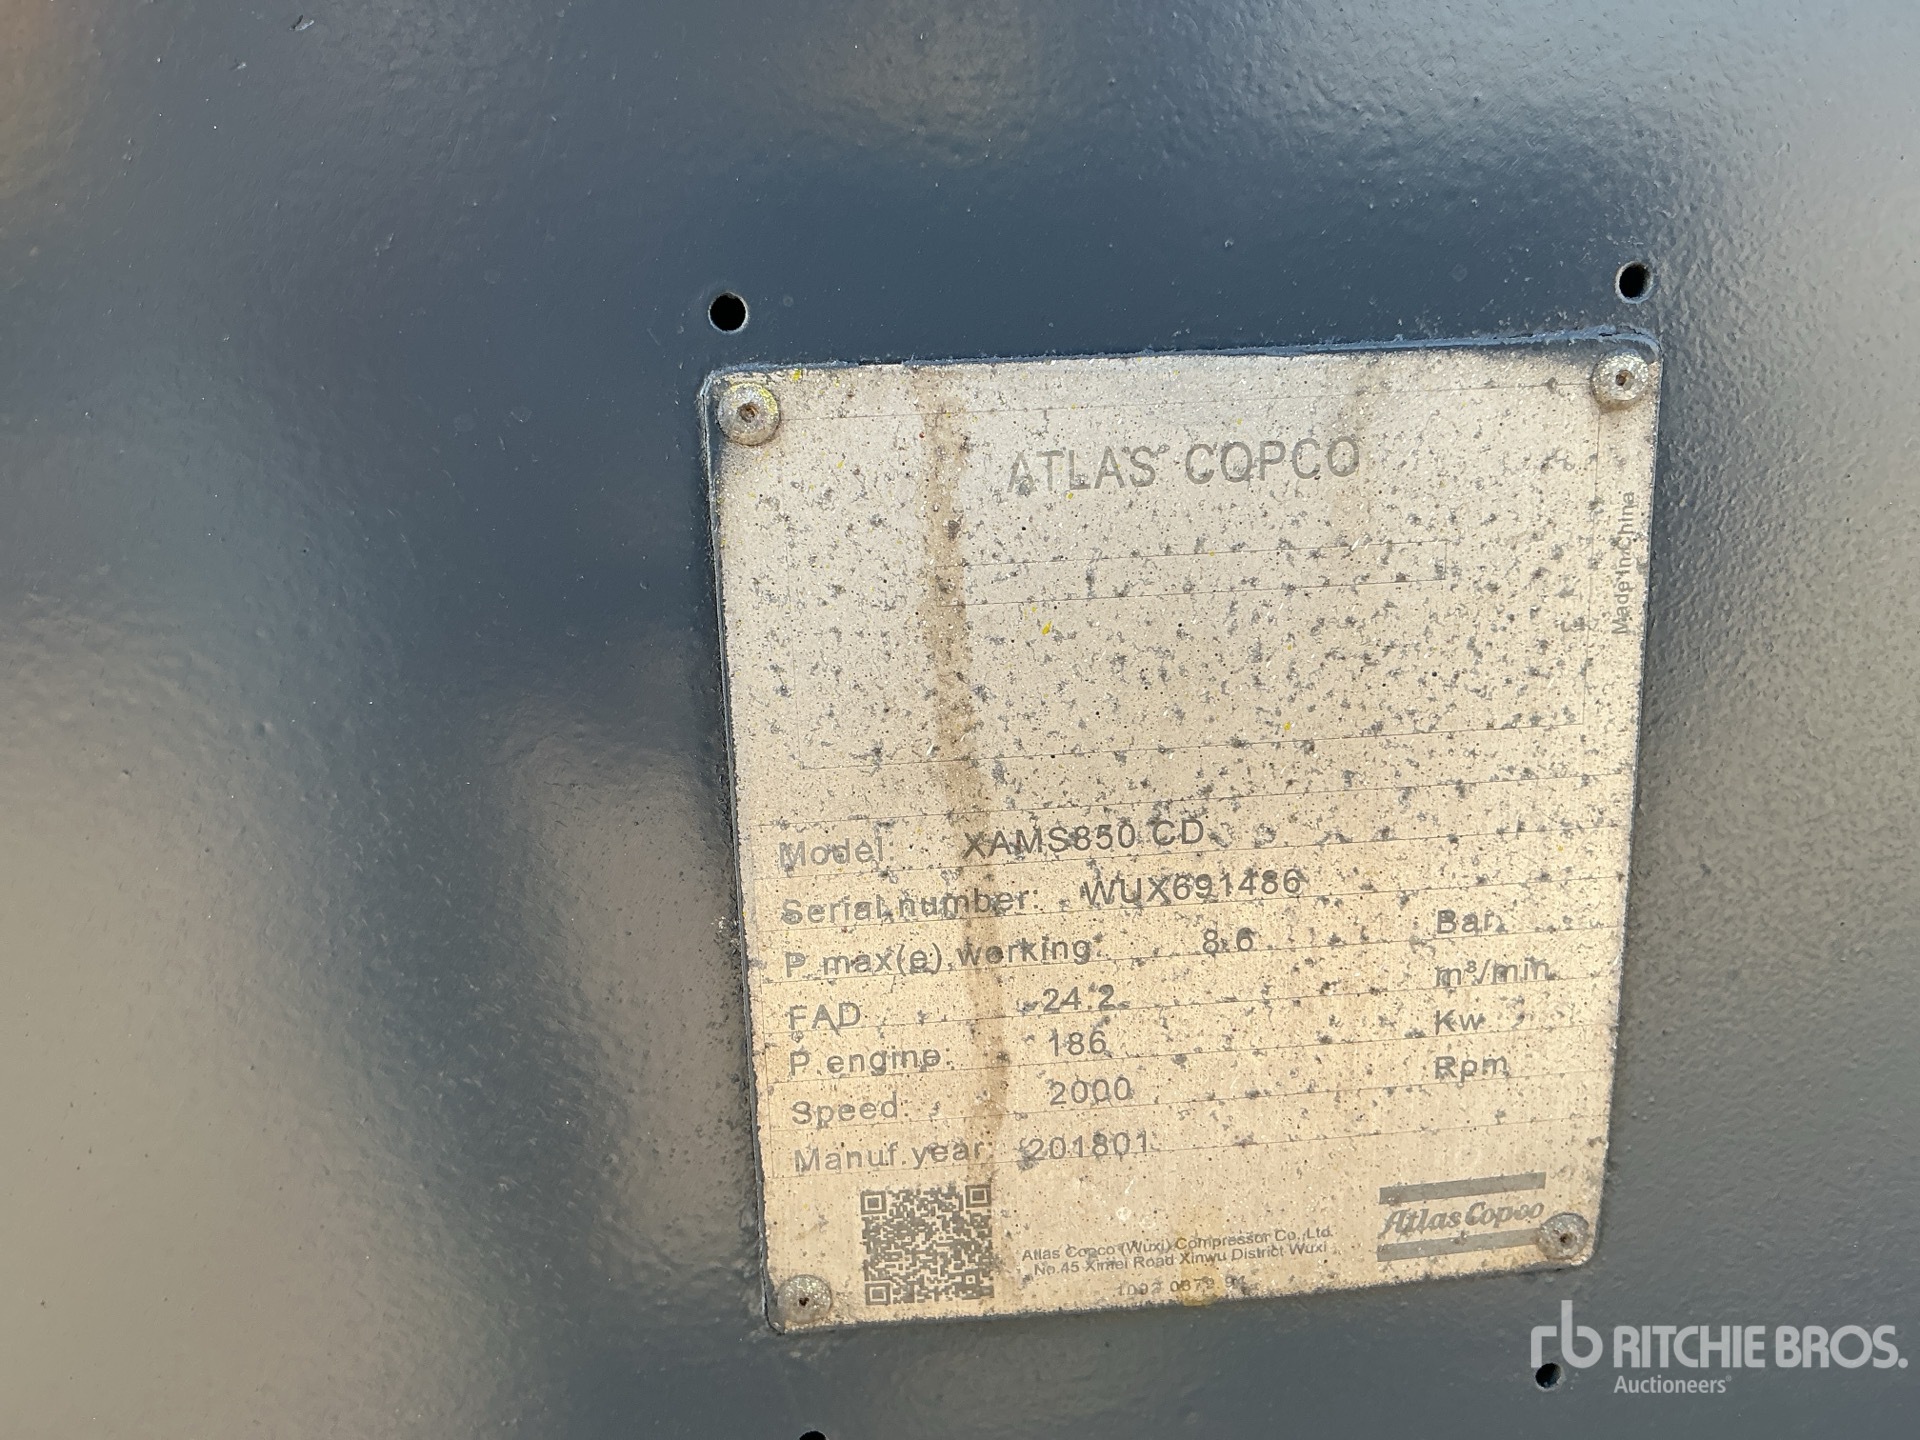 ATLAS COPCO
Made In China
Model: XAMS850 CD
Serial number: WUX691486
P max(e) working: 8.6 Bar
FAD 24.2 m³/min
P engine: 186 Kw
Speed: 2000 Rpm
Manuf.year: 201801
Atlas Copco (Wuxi) Compressor Co.,Ltd.
No.45 Ximei Road Xinwu District Wuxi
Atlas Copco
rb RITCHIE BROS.
Auctioneers